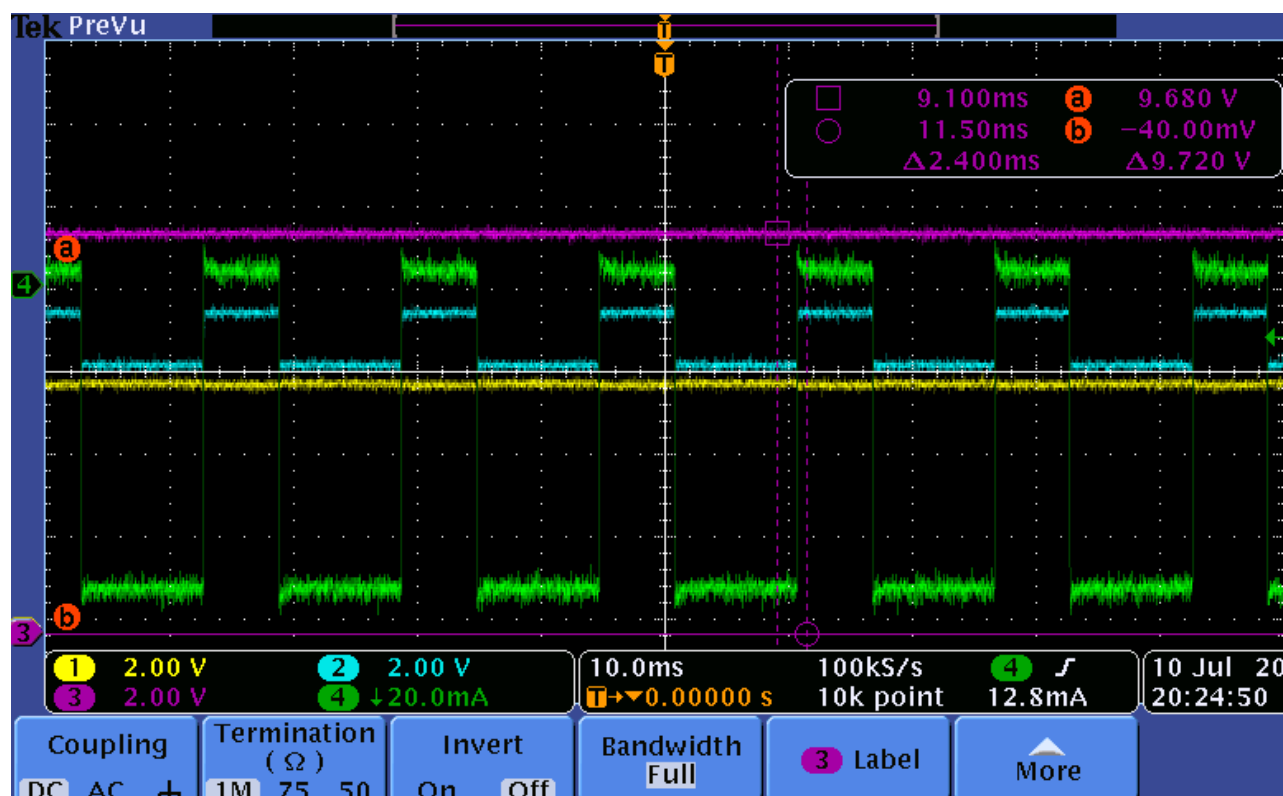 Tek PreVu
T
T
9.100ms a 9.680 V
11.50ms b −40.00mV
Δ2.400ms Δ9.720 V
a
4
b
3
1 2.00 V 2 2.00 V
3 2.00 V 4 ↓20.0mA
10.0ms 100kS/s 4
T→▼0.00000 s 10k point 12.8mA
10 Jul 20
20:24:50
Coupling
DC AC
Termination
(Ω)
1M 75 50
Invert
On Off
Bandwidth
Full
3 Label
More